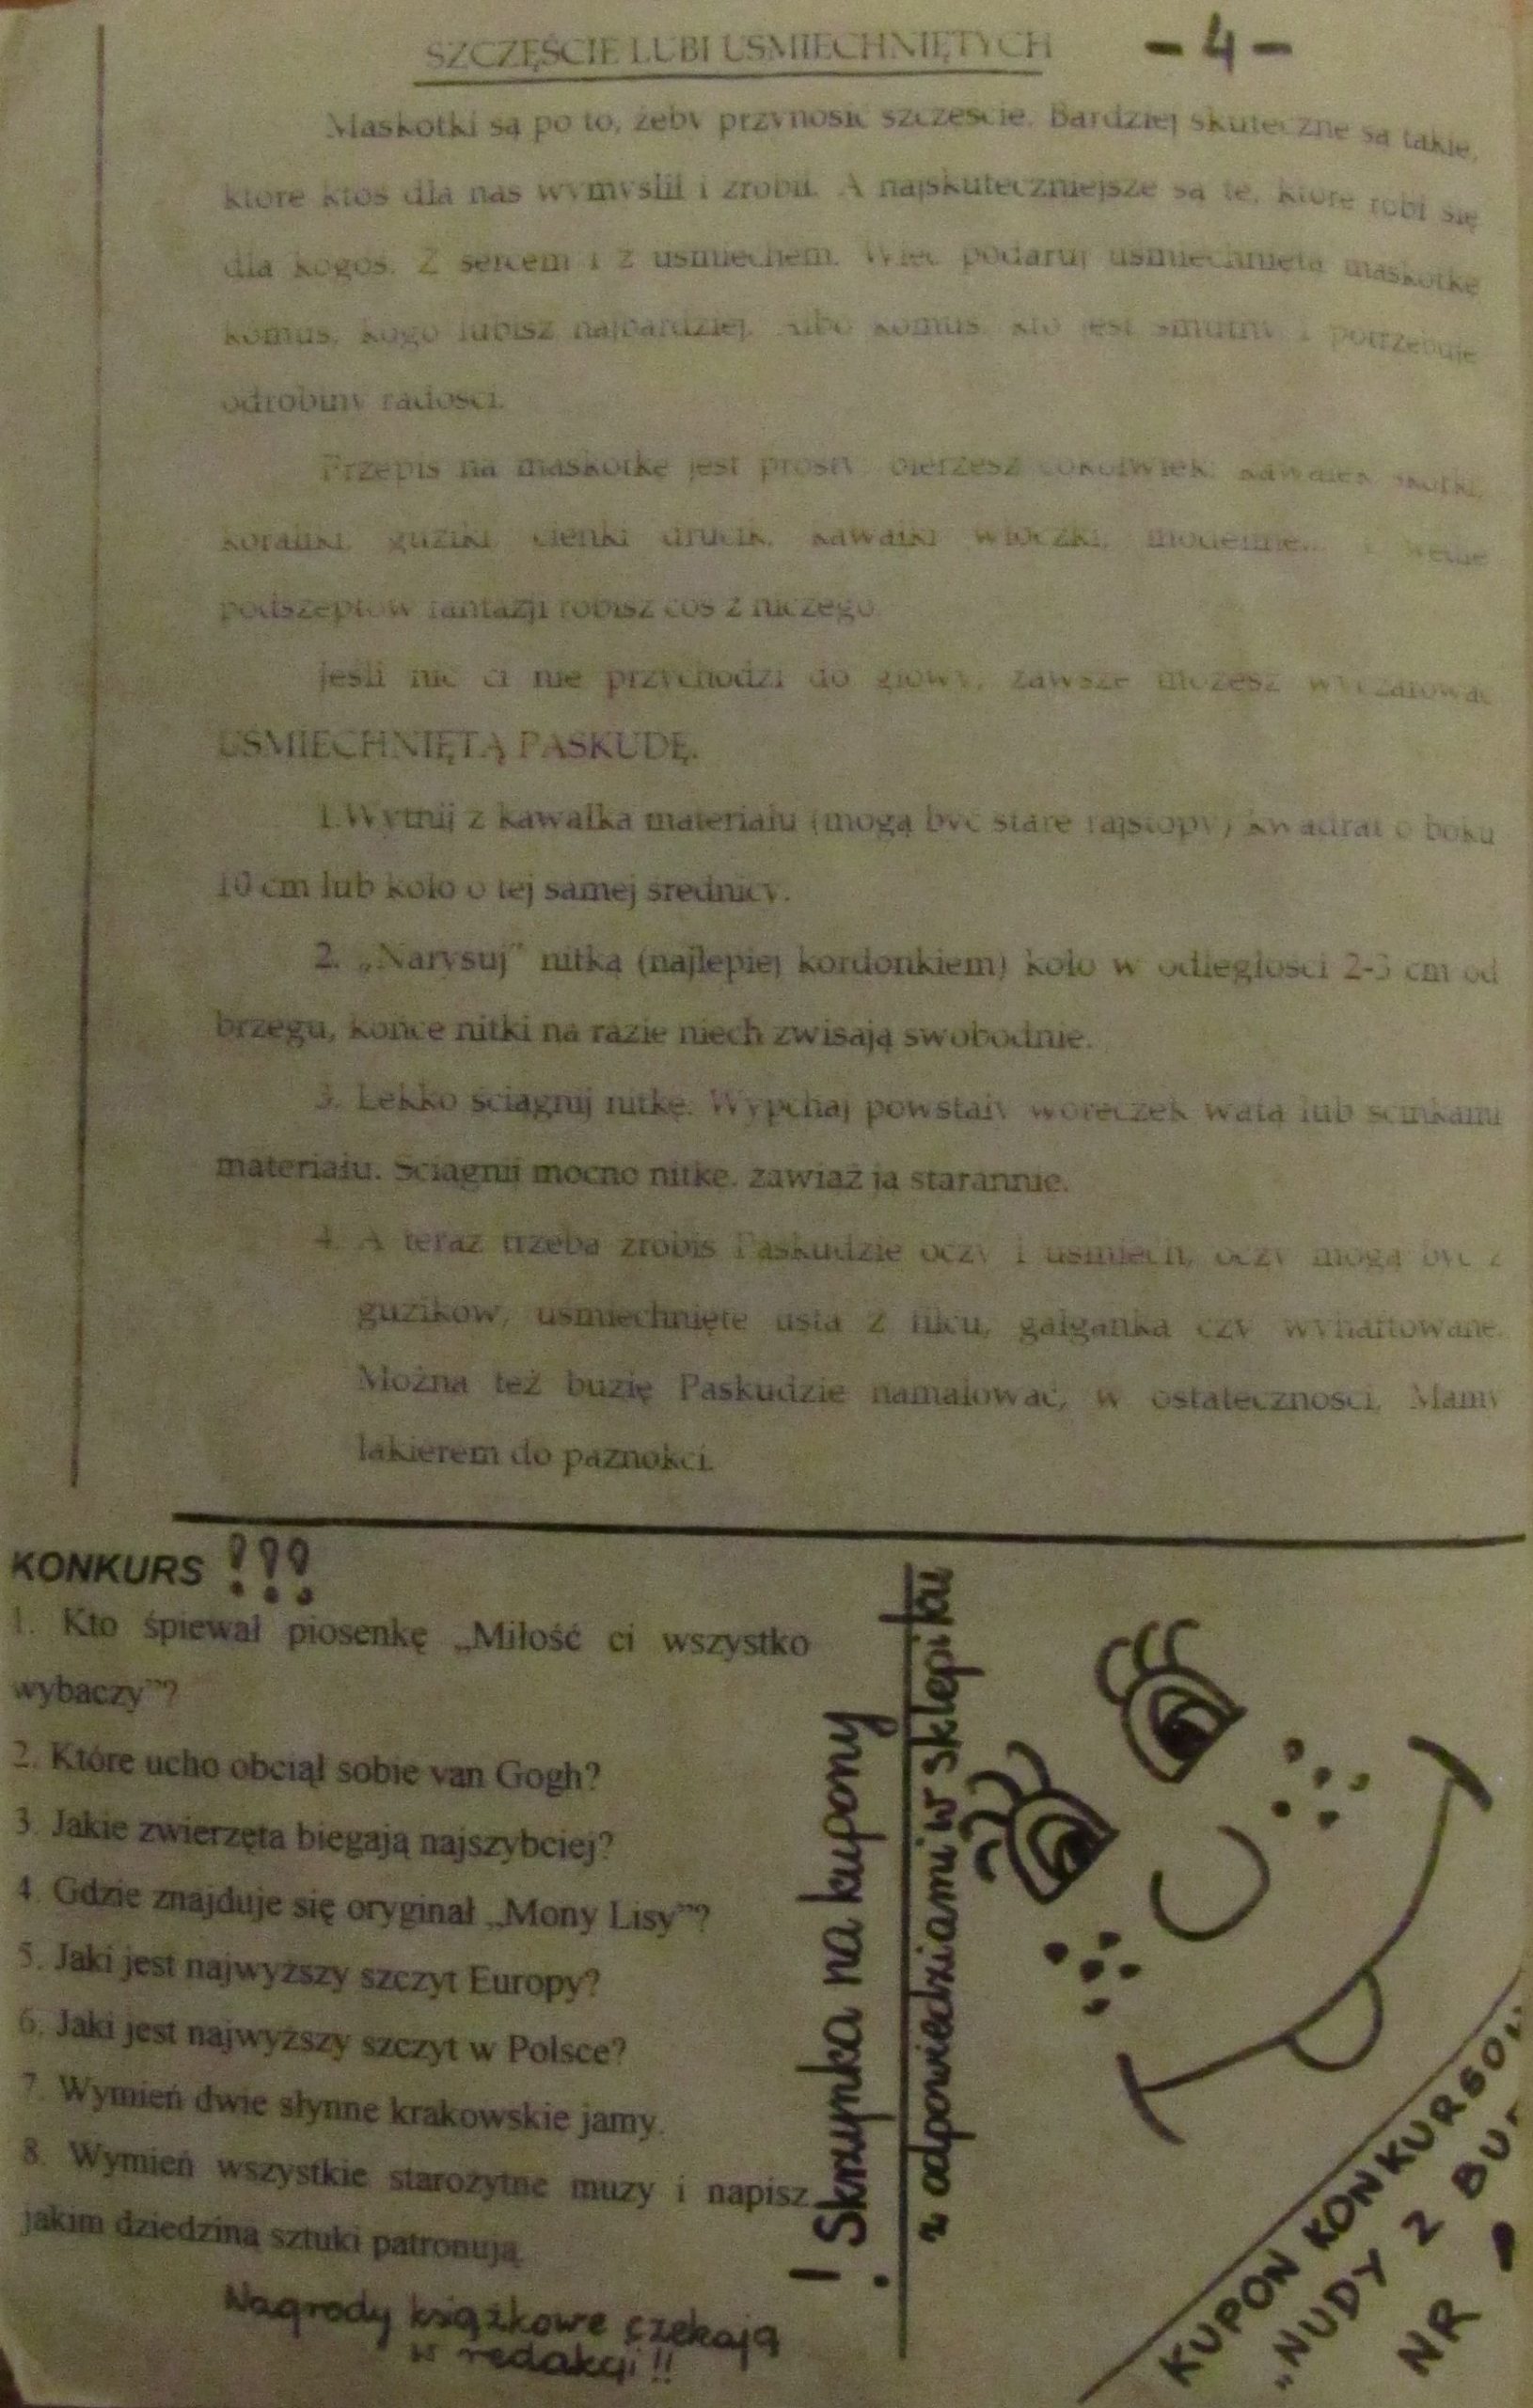 SZCZĘŚCIE LUBI UŚMIECHNIĘTYCH
- 4 -
Maskotki są po to, żeby przynosić szczęście. Bardziej skuteczne są takie,
które ktoś dla nas wymyślił i zrobił. A najskuteczniejsze są te, które robi się
dla kogoś. Z sercem i z uśmiechem. Więc podaruj uśmiechniętą maskotkę
komuś, kogo lubisz najbardziej. Albo komuś kto jest smutny i potrzebuje
odrobiny radości.
Przepis na maskotkę jest prosty: bierzesz cokolwiek: kawałek skórki,
koraliki, guziki, cienki drucik, kawałki włóczki, modelinę... i według
podszeptów fantazji robisz coś z niczego.
Jeśli nic ci nie przychodzi do głowy, zawsze możesz wyczarować
UŚMIECHNIĘTĄ PASKUDĘ.
1.Wytnij z kawałka materiału (mogą być stare rajstopy) kwadrat o boku
10 cm lub koło o tej samej średnicy.
2. „Narysuj” nitką (najlepiej kordonkiem) koło w odległości 2-3 cm od
brzegu, końce nitki na razie niech zwisają swobodnie.
3. Lekko ściągnij nitkę. Wypchaj powstały woreczek watą lub ścinkami
materiału. Ściągnij mocno nitkę, zawiąż ją starannie.
4. A teraz trzeba zrobiś Paskudzie oczy i uśmiech, oczy mogą być z
guzików, uśmiechnięte usta z filcu, gałganka czy wyhaftowane.
Można też buzię Paskudzie namalować, w ostateczności, Mamy
lakierem do paznokci.
KONKURS !!!
1. Kto śpiewał piosenkę „Miłość ci wszystko
wybaczy”?
2. Które ucho obciął sobie van Gogh?
3. Jakie zwierzęta biegają najszybciej?
4. Gdzie znajduje się oryginał „Mony Lisy”?
5. Jaki jest najwyższy szczyt Europy?
6. Jaki jest najwyższy szczyt w Polsce?
7. Wymień dwie słynne krakowskie jamy.
8. Wymień wszystkie starożytne muzy i napisz
jakim dziedziną sztuki patronują.
Nagrody książkowe czekają
w redakcji!!
! Skrzynka na kupony
z odpowiedziami w sklepiku
KUPON KONKURSOW
„NUDY Z BU
NR